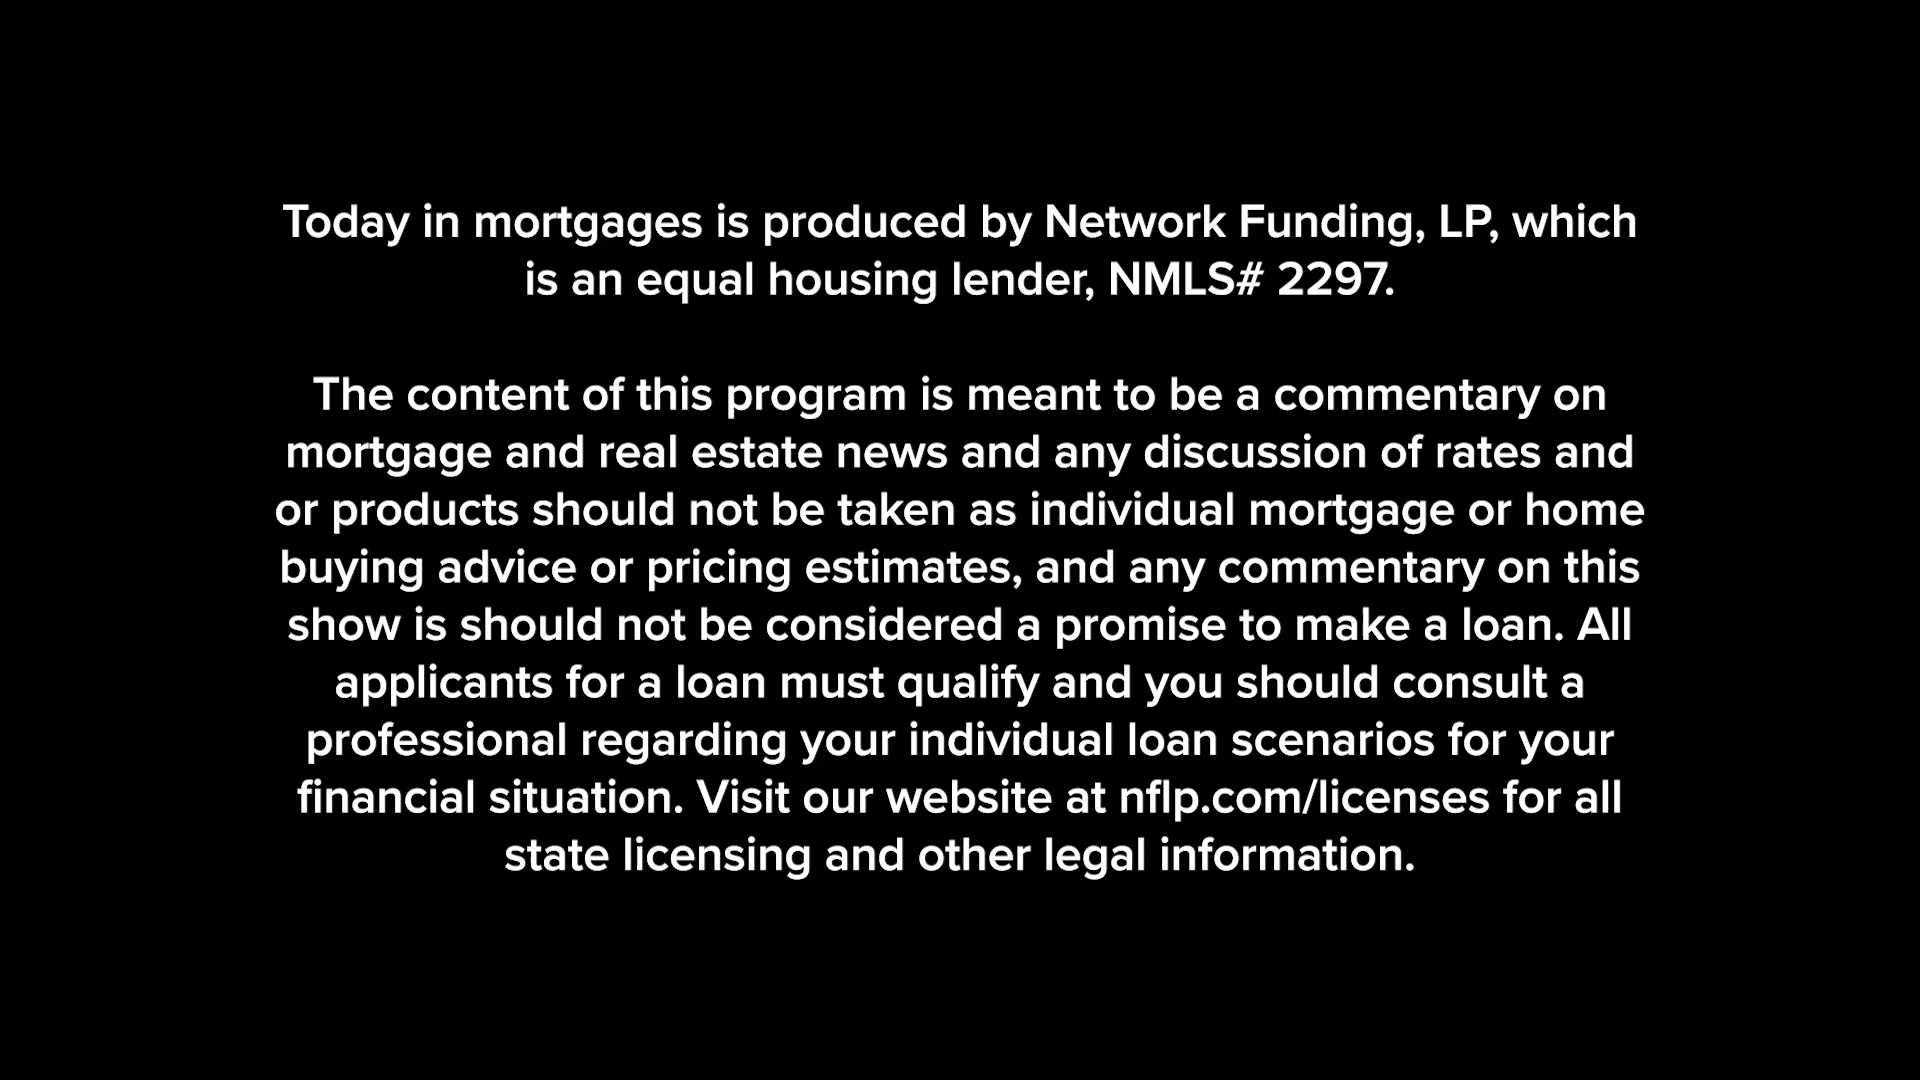 Today in mortgages is produced by Network Funding, LP, which
is an equal housing lender, NMLS# 2297.
The content of this program is meant to be a commentary on
mortgage and real estate news and any discussion of rates and
or products should not be taken as individual mortgage or home
buying advice or pricing estimates, and any commentary on this
show is should not be considered a promise to make a loan. All
applicants for a loan must qualify and you should consult a
professional regarding your individual loan scenarios for your
financial situation. Visit our website at nflp.com/licenses for all
state licensing and other legal information.